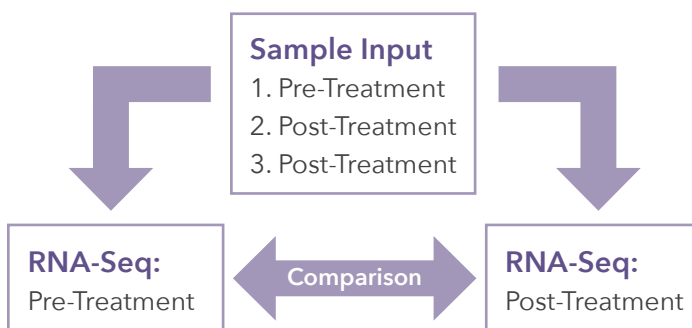 Sample Input
1. Pre-Treatment
2. Post-Treatment
3. Post-Treatment
RNA-Seq:
Pre-Treatment
Comparison
RNA-Seq:
Post-Treatment